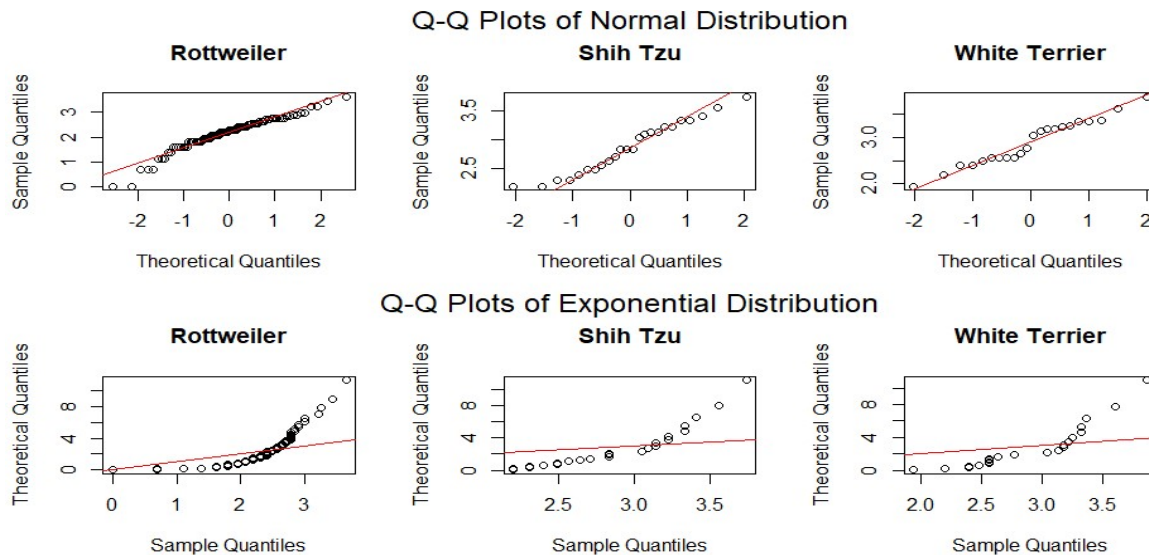 Q-Q Plots of Normal Distribution
Rottweiler
Shih Tzu
White Terrier
Sample Quantiles
0 1 2 3
-2 -1 0 1 2
Theoretical Quantiles
Sample Quantiles
2.5 3.5
-2 -1 0 1 2
Theoretical Quantiles
Sample Quantiles
2.0 3.0
-2 -1 0 1 2
Theoretical Quantiles
Q-Q Plots of Exponential Distribution
Rottweiler
Shih Tzu
White Terrier
Theoretical Quantiles
0 4 8
0 1 2 3
Sample Quantiles
Theoretical Quantiles
0 4 8
2.5 3.0 3.5
Sample Quantiles
Theoretical Quantiles
0 4 8
2.0 2.5 3.0 3.5
Sample Quantiles